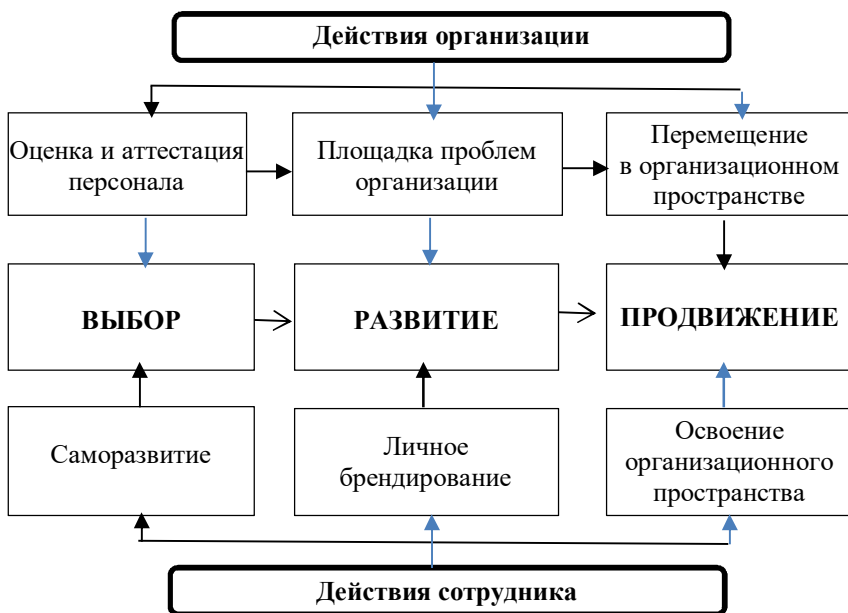 Действия организации
Оценка и аттестация
персонала
Площадка проблем
организации
Перемещение
в организационном
пространстве
ВЫБОР
РАЗВИТИЕ
ПРОДВИЖЕНИЕ
Саморазвитие
Личное
брендирование
Освоение
организационного
пространства
Действия сотрудника